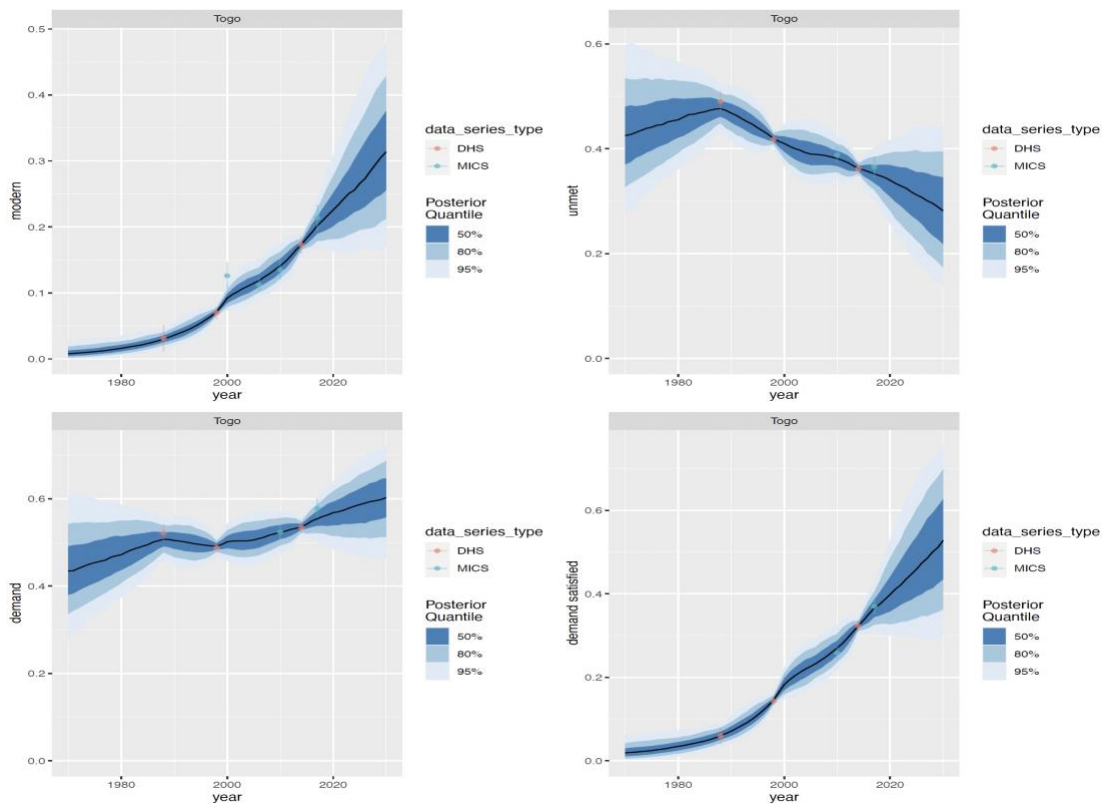 Togo
0.5
0.4
0.3
0.2
0.1
0.0
modern
1980
2000
2020
year
data_series_type
DHS
MICS
Posterior
Quantile
50%
80%
95%
Togo
0.6
0.4
0.2
0.0
unmet
1980
2000
2020
year
data_series_type
DHS
MICS
Posterior
Quantile
50%
80%
95%
Togo
0.6
0.4
0.2
0.0
demand
1980
2000
2020
year
data_series_type
DHS
MICS
Posterior
Quantile
50%
80%
95%
Togo
0.6
0.4
0.2
0.0
demand satisfied
1980
2000
2020
year
data_series_type
DHS
MICS
Posterior
Quantile
50%
80%
95%